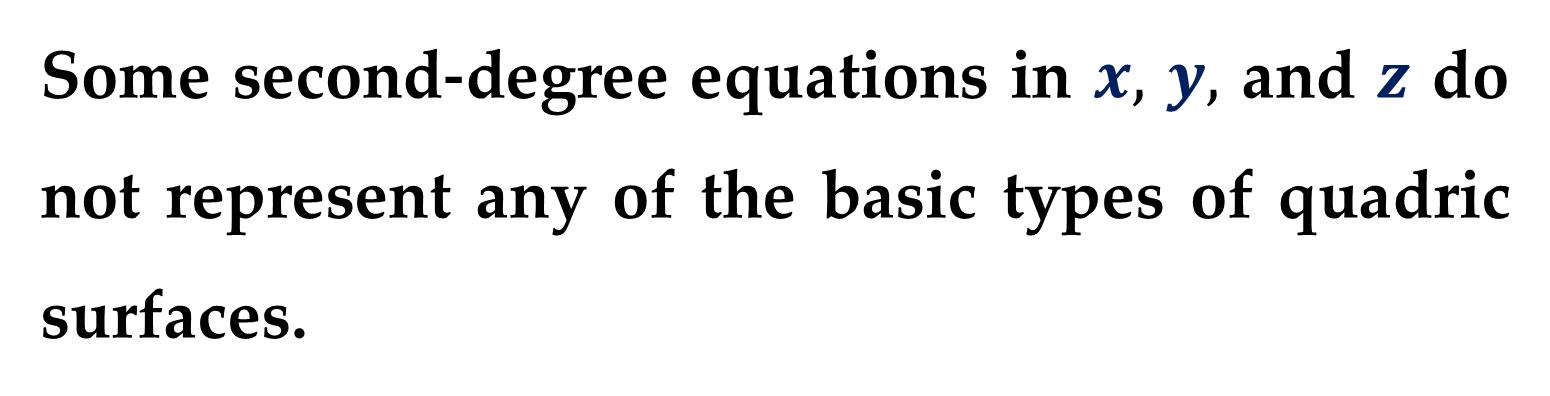 Some second-degree equations in x, y, and z do
not represent any of the basic types of quadric
surfaces.